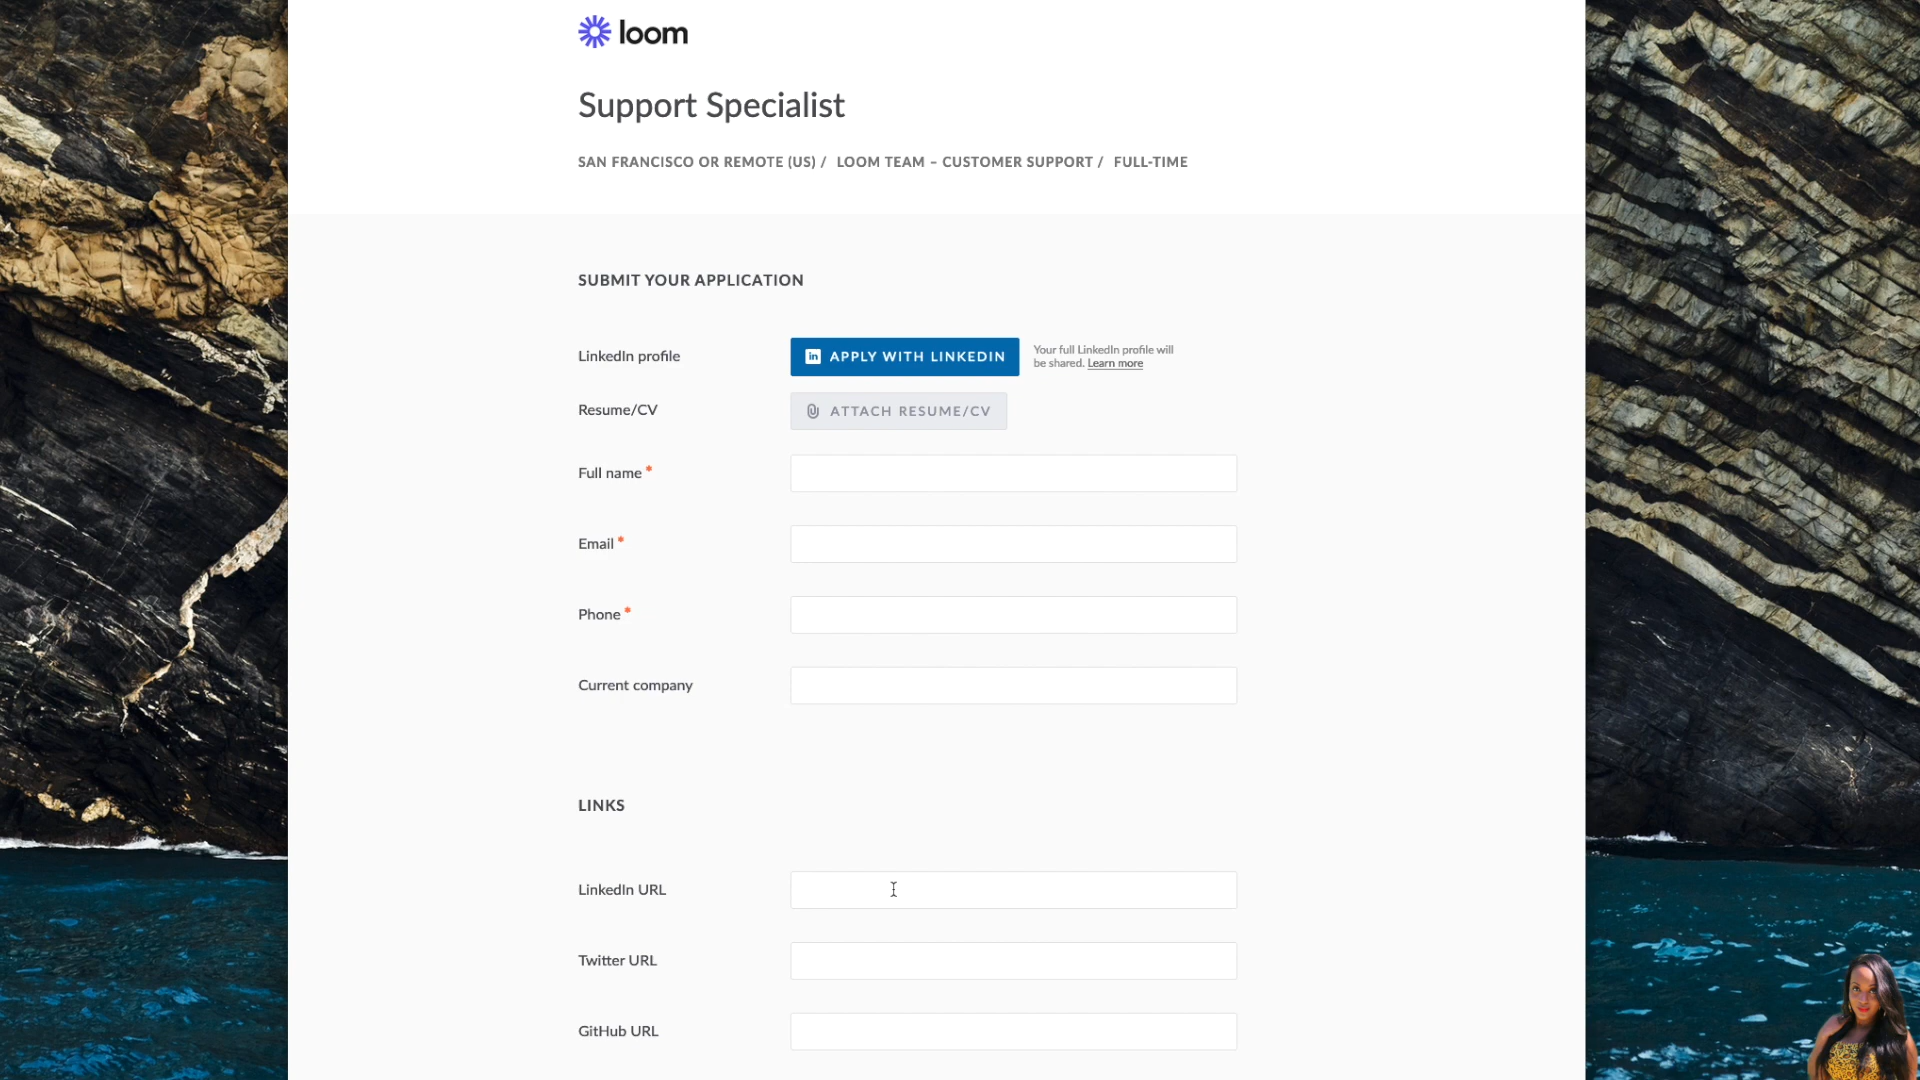 loom
Support Specialist
SAN FRANCISCO OR REMOTE (US) / LOOM TEAM – CUSTOMER SUPPORT / FULL-TIME
SUBMIT YOUR APPLICATION
LinkedIn profile
in APPLY WITH LINKEDIN
Your full LinkedIn profile will
be shared. Learn more
Resume/CV
ATTACH RESUME/CV
Full name *
Email *
Phone *
Current company
LINKS
LinkedIn URL
Twitter URL
GitHub URL